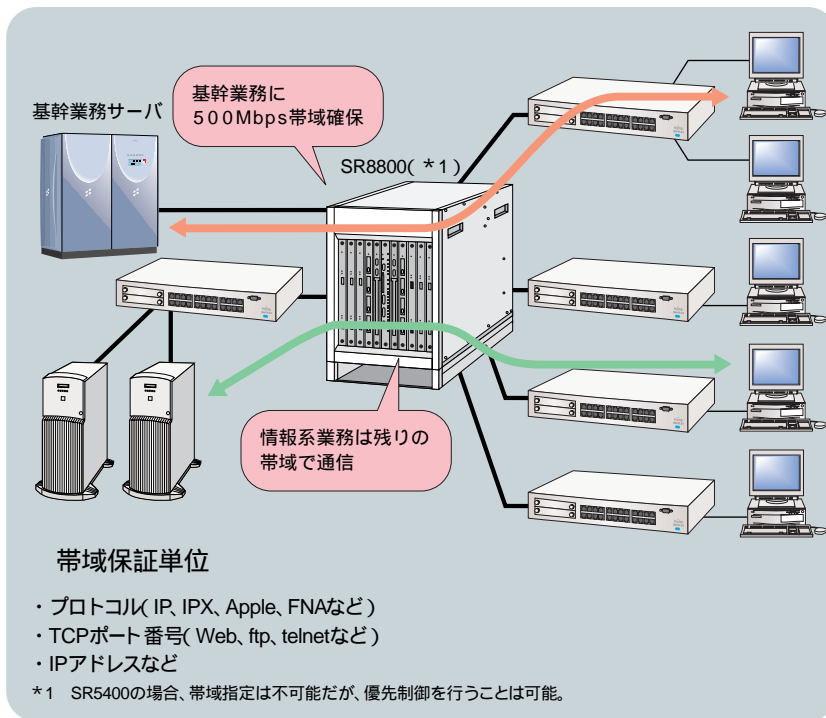 基幹業務サーバ
基幹業務に
500Mbps帯域確保
SR8800(*1)
情報系業務は残りの
帯域で通信
帯域保証単位
・プロトコル(IP、IPX、Apple、FNAなど)
・TCPポート番号(Web、ftp、telnetなど)
・IPアドレスなど
*1 SR5400の場合、帯域指定は不可能だが、優先制御を行うことは可能。